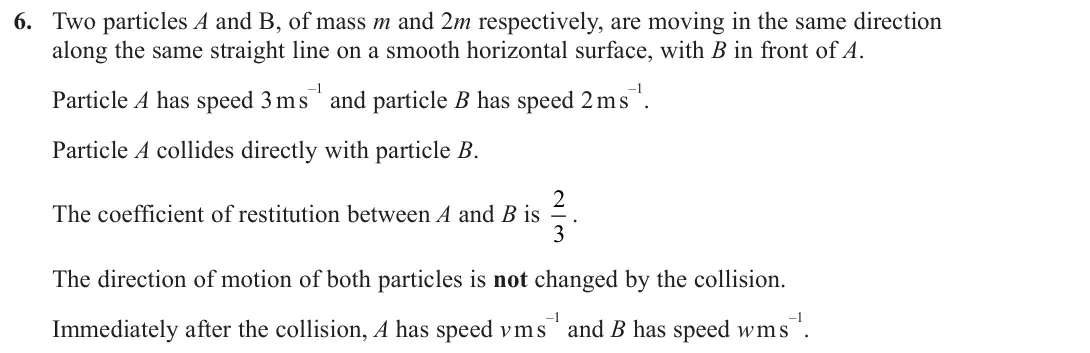 6. Two particles A and B, of mass m and 2m respectively, are moving in the same direction
along the same straight line on a smooth horizontal surface, with B in front of A.
Particle A has speed 3 m s⁻¹ and particle B has speed 2 m s⁻¹.
Particle A collides directly with particle B.
The coefficient of restitution between A and B is 2/3.
The direction of motion of both particles is not changed by the collision.
Immediately after the collision, A has speed v m s⁻¹ and B has speed w m s⁻¹.